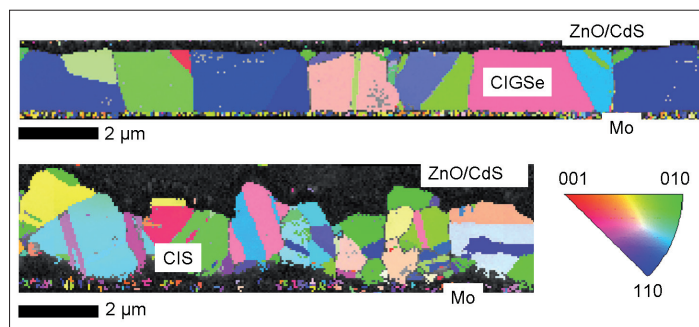 ZnO/CdS
CIGSe
Mo
2 µm
ZnO/CdS
CIS
Mo
2 µm
001
010
110